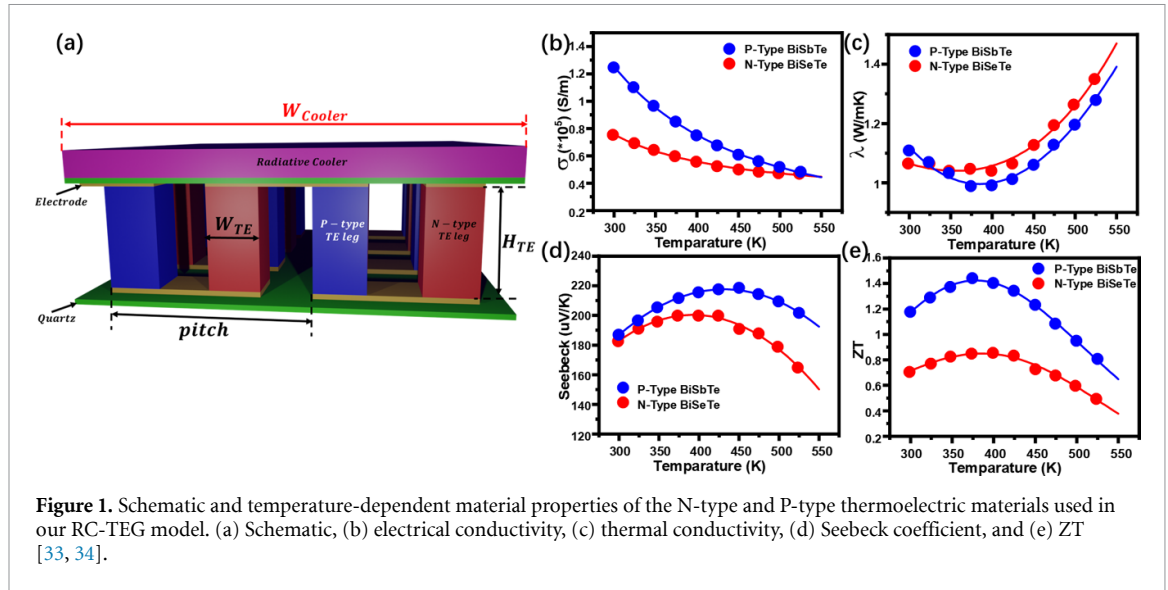 (a)
W_Cooler
Radiative Cooler
Electrode
W_TE
P-type
TE leg
N-type
TE leg
H_TE
Quartz
pitch
(b)
P-Type BiSbTe
N-Type BiSeTe
σ (*10⁵) (S/m)
1.4
1.2
1.0
0.8
0.6
0.4
0.2
300 350 400 450 500 550
Temparature (K)
(c)
P-Type BiSbTe
N-Type BiSeTe
λ (W/mK)
1.4
1.2
1
300 350 400 450 500 550
Temparature (K)
(d)
Seebeck (uV/K)
240
220
200
180
160
140
120
P-Type BiSbTe
N-Type BiSeTe
300 350 400 450 500 550
Temparature (K)
(e)
P-Type BiSbTe
N-Type BiSeTe
ZT
1.6
1.4
1.2
1
0.8
0.6
0.4
0.2
300 350 400 450 500 550
Temparature (K)
Figure 1. Schematic and temperature-dependent material properties of the N-type and P-type thermoelectric materials used in
our RC-TEG model. (a) Schematic, (b) electrical conductivity, (c) thermal conductivity, (d) Seebeck coefficient, and (e) ZT
[33, 34].